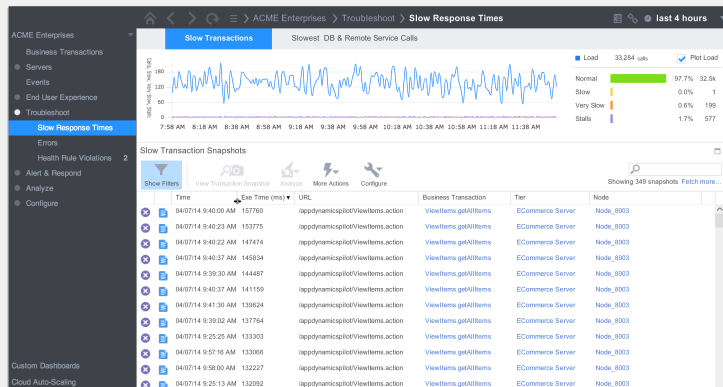 ACME Enterprises > Troubleshoot > Slow Response Times
last 4 hours
ACME Enterprises
Business Transactions
Servers
Events
End User Experience
Troubleshoot
Slow Response Times
Errors
Health Rule Violations 2
Alert & Respond
Analyze
Configure
Custom Dashboards
Cloud Auto-Scaling
Slow Transactions
Slowest DB & Remote Service Calls
180
120
60
0
7:58 AM 8:18 AM 8:38 AM 8:58 AM 9:18 AM 9:38 AM 9:58 AM 10:18 AM 10:38 AM 10:58 AM 11:18 AM 11:38 AM
Load 33,284 calls Plot Load
Normal 97.7% 32.5k
Slow 0.0% 1
Very Slow 0.6% 199
Stalls 1.7% 577
Slow Transaction Snapshots
Show Filters View Transaction Snapshot Analyze More Actions Configure
Showing 349 snapshots Fetch more...
Time Exe Time (ms) URL Business Transaction Tier Node
04/07/14 9:40:00 AM 157760 /appdynamicspilot/ViewItems.action ViewItems.getAllItems ECommerce Server Node_8003
04/07/14 9:40:23 AM 153775 /appdynamicspilot/ViewItems.action ViewItems.getAllItems ECommerce Server Node_8003
04/07/14 9:40:22 AM 147474 /appdynamicspilot/ViewItems.action ViewItems.getAllItems ECommerce Server Node_8003
04/07/14 9:40:37 AM 145834 /appdynamicspilot/ViewItems.action ViewItems.getAllItems ECommerce Server Node_8003
04/07/14 9:39:30 AM 144487 /appdynamicspilot/ViewItems.action ViewItems.getAllItems ECommerce Server Node_8003
04/07/14 9:40:37 AM 141159 /appdynamicspilot/ViewItems.action ViewItems.getAllItems ECommerce Server Node_8003
04/07/14 9:41:30 AM 139624 /appdynamicspilot/ViewItems.action ViewItems.getAllItems ECommerce Server Node_8003
04/07/14 9:39:02 AM 137764 /appdynamicspilot/ViewItems.action ViewItems.getAllItems ECommerce Server Node_8003
04/07/14 9:25:25 AM 133303 /appdynamicspilot/ViewItems.action ViewItems.getAllItems ECommerce Server Node_8003
04/07/14 9:57:16 AM 133066 /appdynamicspilot/ViewItems.action ViewItems.getAllItems ECommerce Server Node_8003
04/07/14 9:58:00 AM 132227 /appdynamicspilot/ViewItems.action ViewItems.getAllItems ECommerce Server Node_8003
04/07/14 9:25:13 AM 132092 /appdynamicspilot/ViewItems.action ViewItems.getAllItems ECommerce Server Node_8003